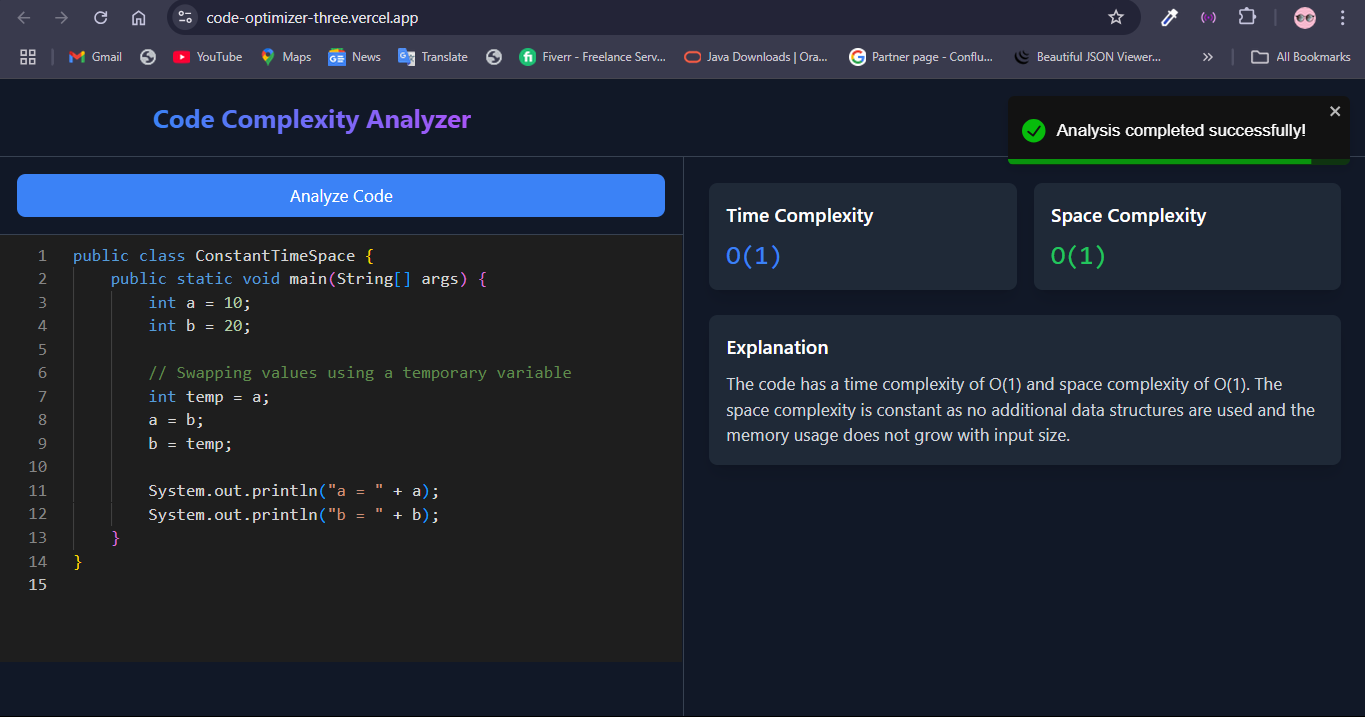 code-optimizer-three.vercel.app
Gmail YouTube Maps News Translate Fiverr - Freelance Serv... Java Downloads | Ora... Partner page - Conflu... Beautiful JSON Viewer... » All Bookmarks
Code Complexity Analyzer
Analysis completed successfully!
Analyze Code
1 public class ConstantTimeSpace {
2     public static void main(String[] args) {
3         int a = 10;
4         int b = 20;
5
6         // Swapping values using a temporary variable
7         int temp = a;
8         a = b;
9         b = temp;
10
11         System.out.println("a = " + a);
12         System.out.println("b = " + b);
13     }
14 }
15
Time Complexity
O(1)
Space Complexity
O(1)
Explanation
The code has a time complexity of O(1) and space complexity of O(1). The
space complexity is constant as no additional data structures are used and the
memory usage does not grow with input size.